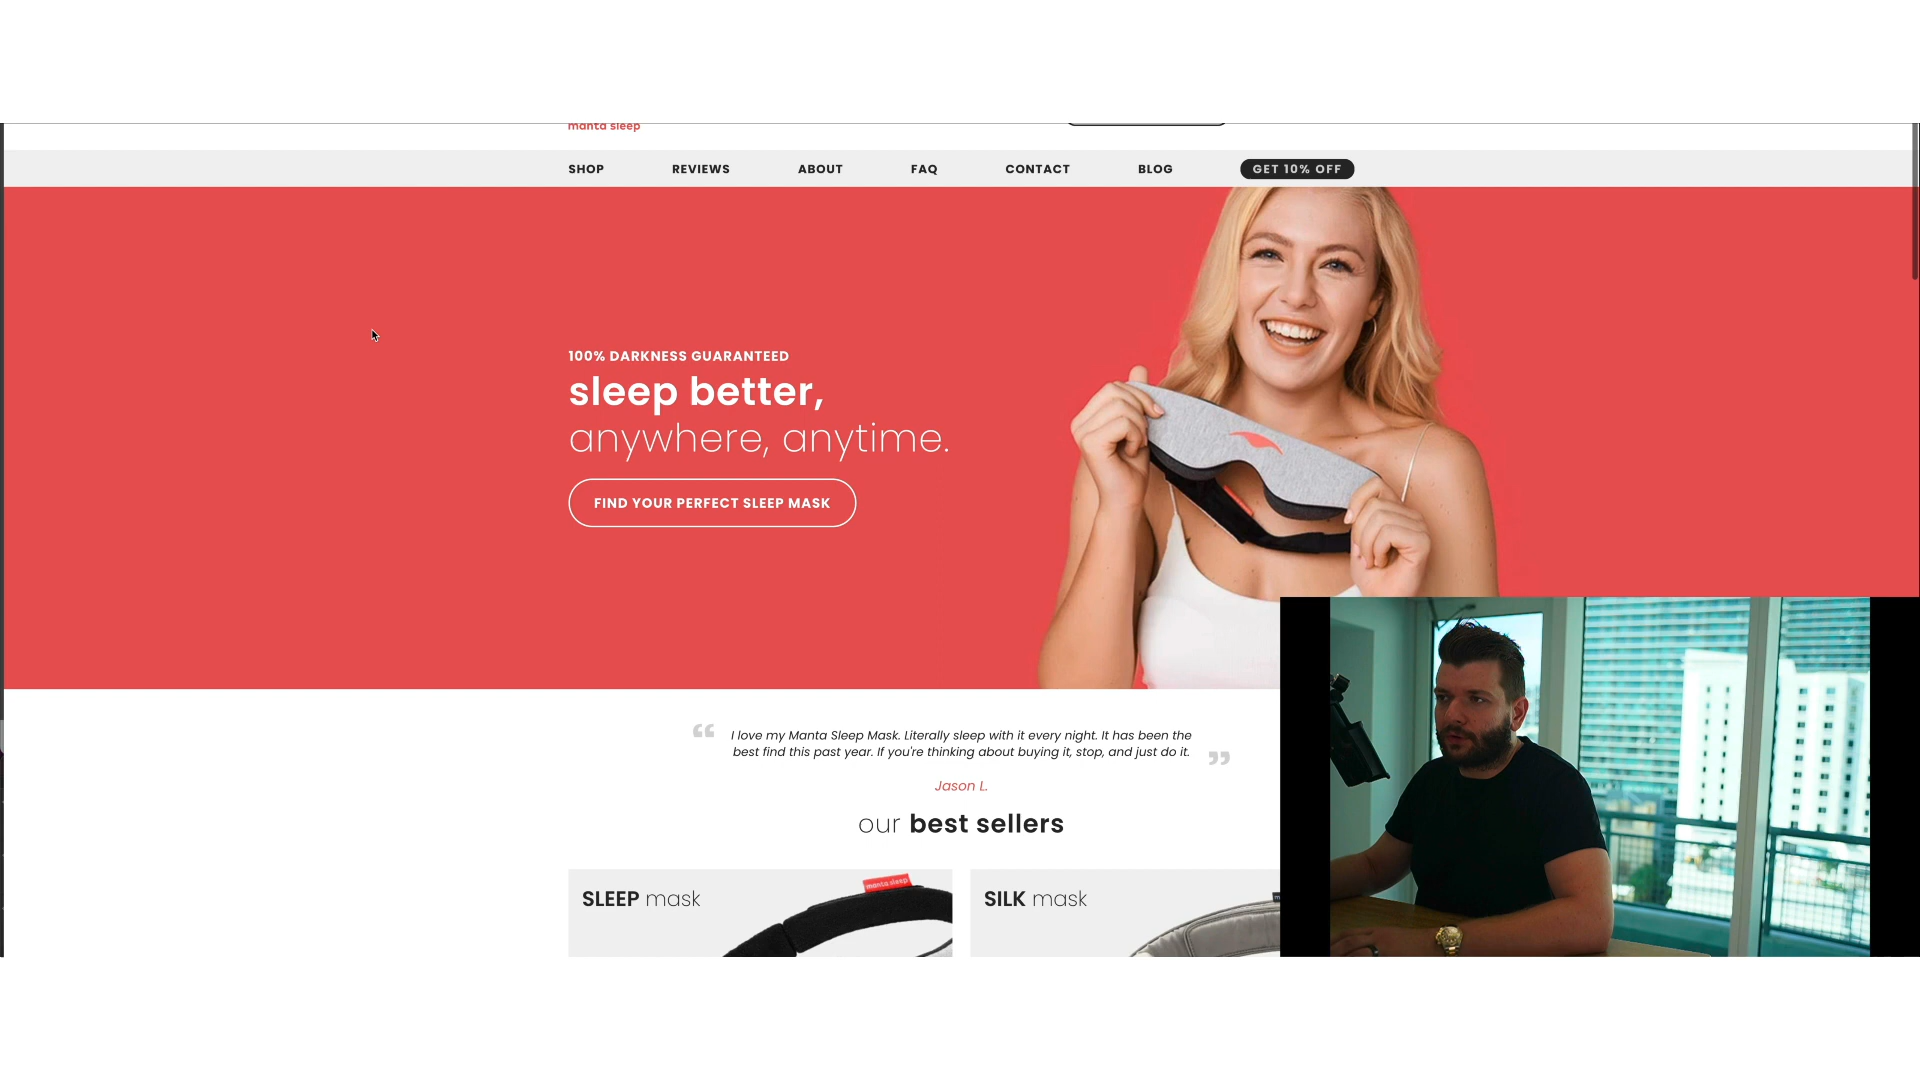 manta sleep
SHOP REVIEWS ABOUT FAQ CONTACT BLOG GET 10% OFF
100% DARKNESS GUARANTEED
sleep better,
anywhere, anytime.
FIND YOUR PERFECT SLEEP MASK
“ I love my Manta Sleep Mask. Literally sleep with it every night. It has been the
best find this past year. If you're thinking about buying it, stop, and just do it. ”
Jason L.
our best sellers
SLEEP mask
manta sleep
SILK mask